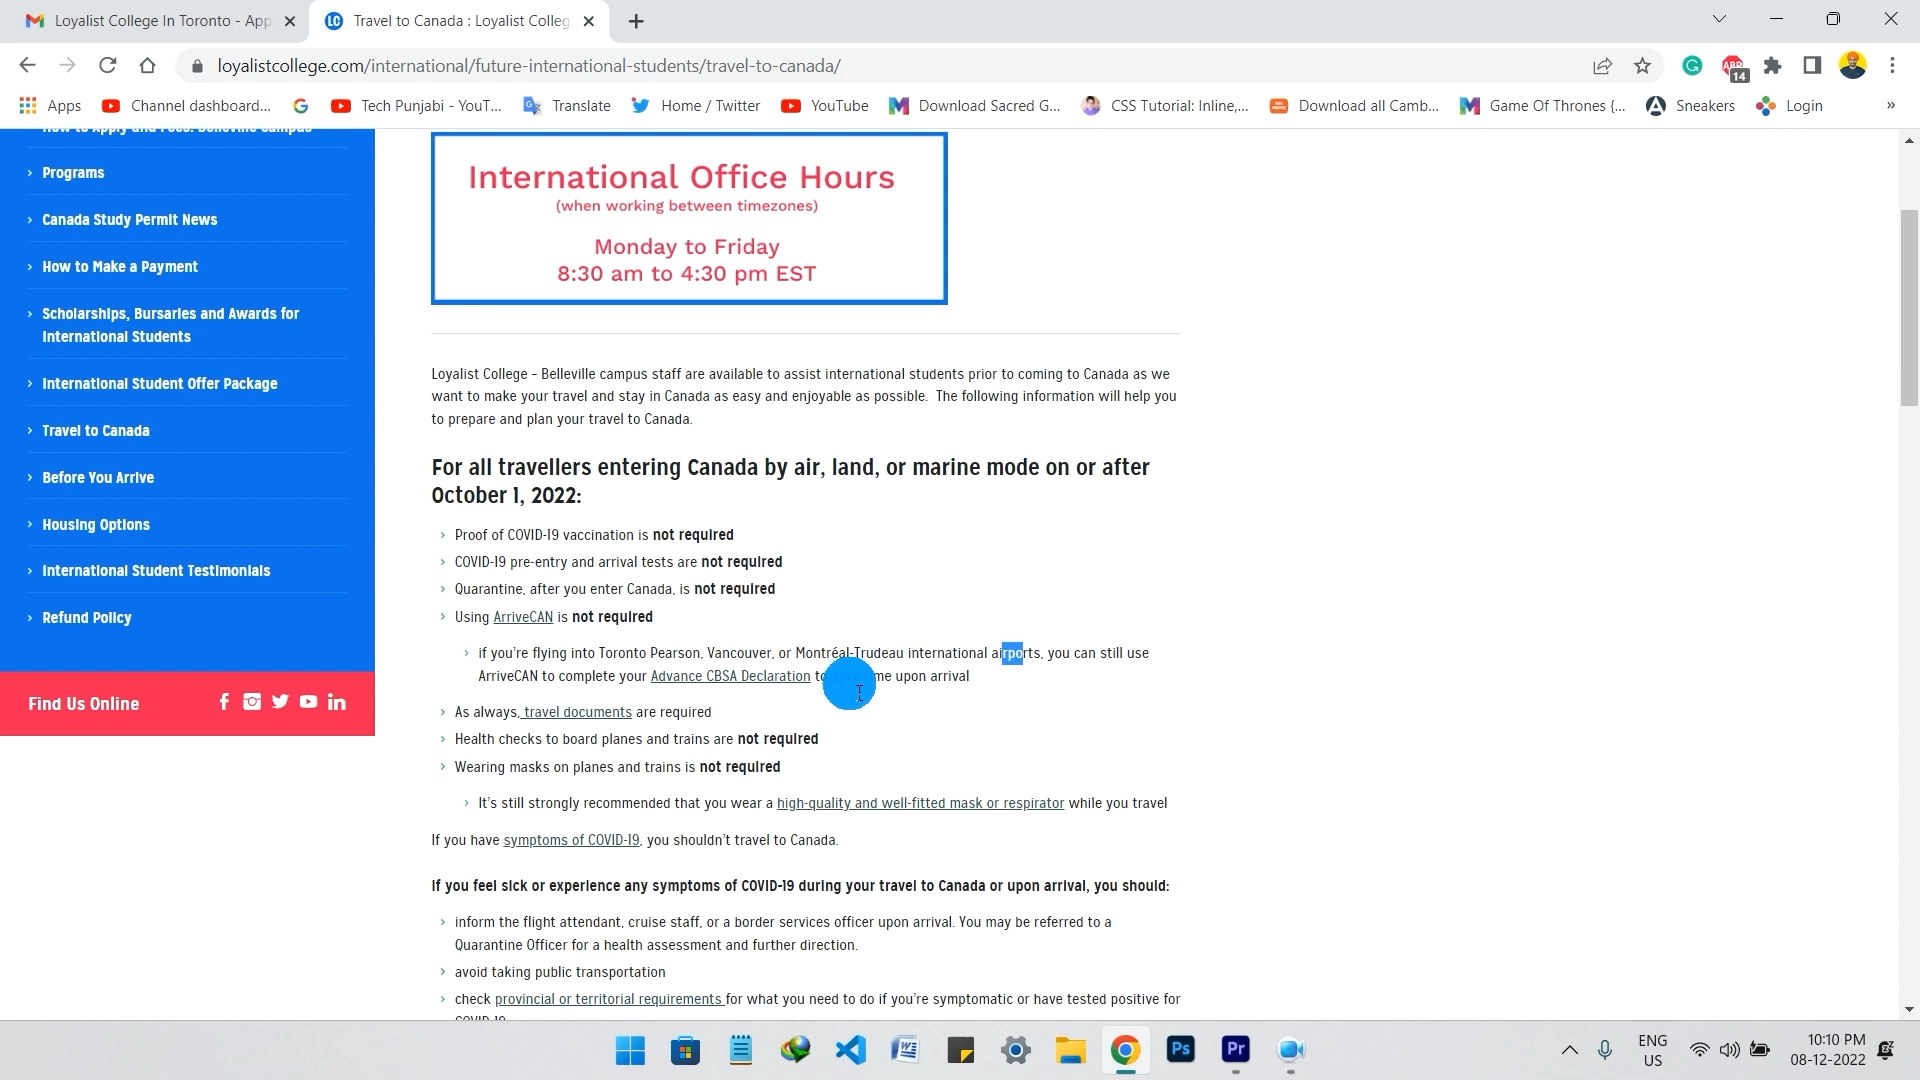 Loyalist College In Toronto - App
Travel to Canada : Loyalist Colleg
loyalistcollege.com/international/future-international-students/travel-to-canada/
14
Apps
Channel dashboard...
Tech Punjabi - YouT...
Translate
Home / Twitter
YouTube
Download Sacred G...
CSS Tutorial: Inline,...
Download all Camb...
Game Of Thrones {...
Sneakers
Login
»
How to Apply and Fees: Belleville Campus
Programs
Canada Study Permit News
How to Make a Payment
Scholarships, Bursaries and Awards for
International Students
International Student Offer Package
Travel to Canada
Before You Arrive
Housing Options
International Student Testimonials
Refund Policy
Find Us Online
International Office Hours
(when working between timezones)
Monday to Friday
8:30 am to 4:30 pm EST
Loyalist College – Belleville campus staff are available to assist international students prior to coming to Canada as we
want to make your travel and stay in Canada as easy and enjoyable as possible. The following information will help you
to prepare and plan your travel to Canada.
For all travellers entering Canada by air, land, or marine mode on or after
October 1, 2022:
Proof of COVID-19 vaccination is not required
COVID-19 pre-entry and arrival tests are not required
Quarantine, after you enter Canada, is not required
Using ArriveCAN is not required
if you're flying into Toronto Pearson, Vancouver, or Montréal-Trudeau international airports, you can still use
ArriveCAN to complete your Advance CBSA Declaration to save time upon arrival
As always, travel documents are required
Health checks to board planes and trains are not required
Wearing masks on planes and trains is not required
It's still strongly recommended that you wear a high-quality and well-fitted mask or respirator while you travel
If you have symptoms of COVID-19, you shouldn't travel to Canada.
If you feel sick or experience any symptoms of COVID-19 during your travel to Canada or upon arrival, you should:
inform the flight attendant, cruise staff, or a border services officer upon arrival. You may be referred to a
Quarantine Officer for a health assessment and further direction.
avoid taking public transportation
check provincial or territorial requirements for what you need to do if you're symptomatic or have tested positive for
COVID-19
Ps
Pr
ENG
US
10:10 PM
08-12-2022